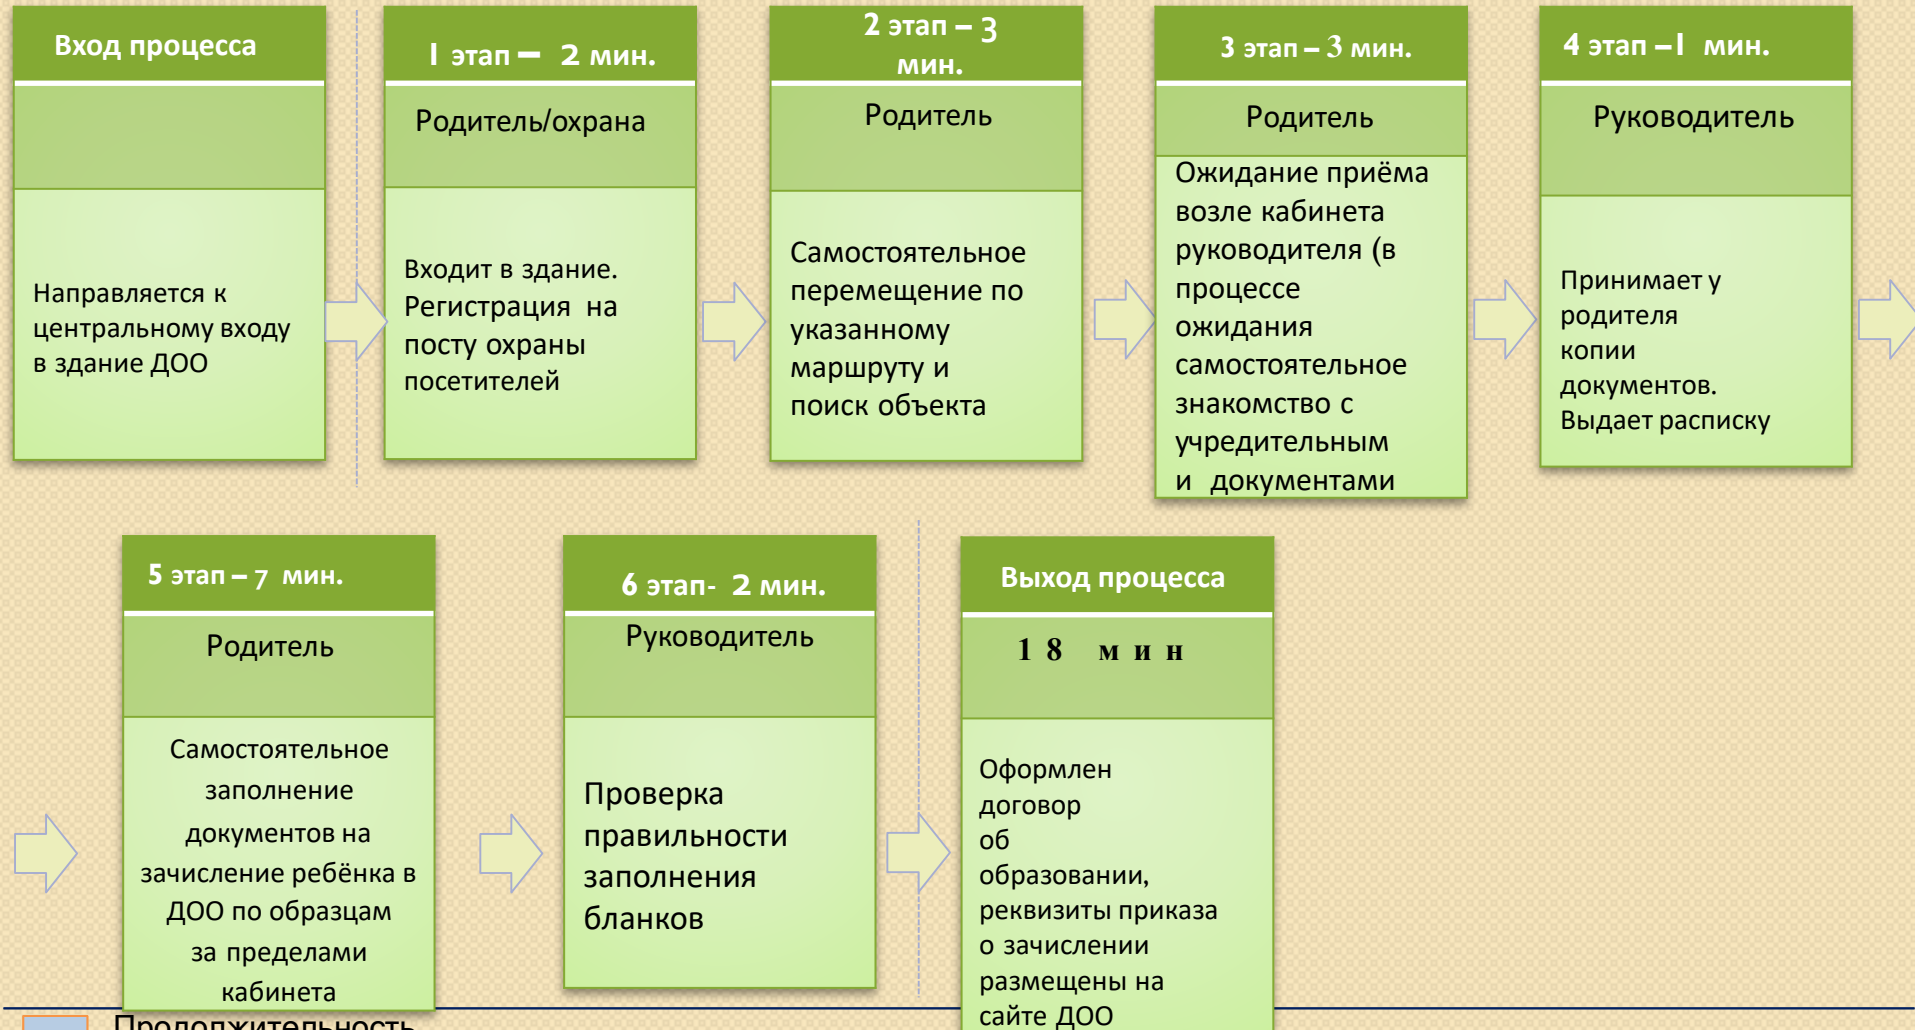 Вход процесса
Направляется к
центральному входу
в здание ДОО
I этап – 2 мин.
Родитель/охрана
Входит в здание.
Регистрация на
посту охраны
посетителей
2 этап – 3
мин.
Родитель
Самостоятельное
перемещение по
указанному
маршруту и
поиск объекта
3 этап – 3 мин.
Родитель
Ожидание приёма
возле кабинета
руководителя (в
процессе
ожидания
самостоятельное
знакомство с
учредительным
и документами
4 этап –I мин.
Руководитель
Принимает у
родителя
копии
документов.
Выдает расписку
5 этап – 7 мин.
Родитель
Самостоятельное
заполнение
документов на
зачисление ребёнка в
ДОО по образцам
за пределами
кабинета
6 этап- 2 мин.
Руководитель
Проверка
правильности
заполнения
бланков
Выход процесса
18 мин
Оформлен
договор
об
образовании,
реквизиты приказа
о зачислении
размещены на
сайте ДОО
Продолжительность